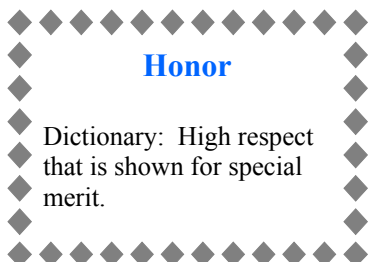 Honor
Dictionary:  High respect
that is shown for special
merit.